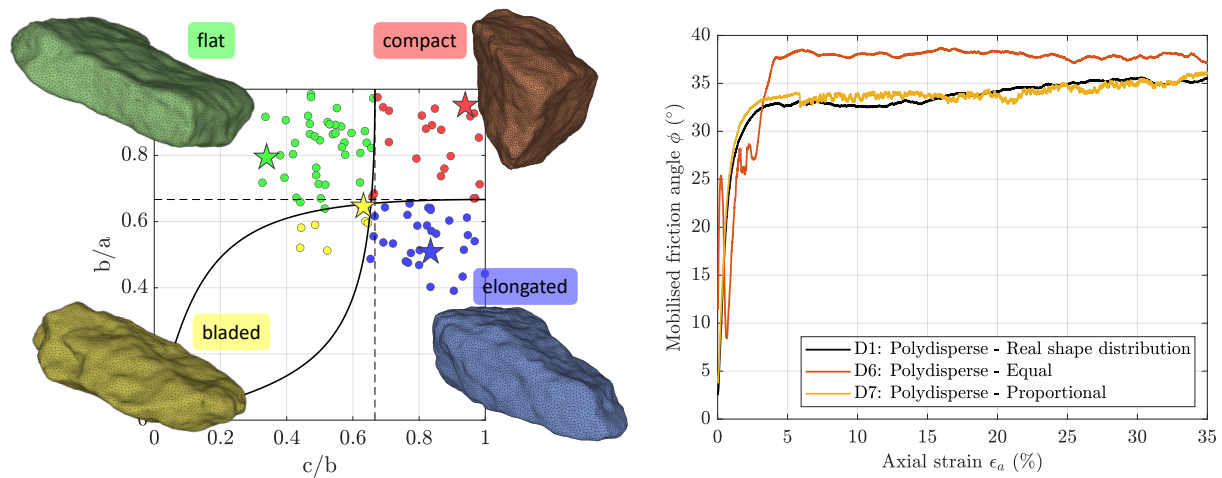 flat
compact
0.8
0.6
0.4
b/a
bladed
elongated
0
0.2
0.4
0.6
0.8
1
c/b
40
35
30
25
20
15
10
5
0
Mobilised friction angle ϕ (°)
D1: Polydisperse - Real shape distribution
D6: Polydisperse - Equal
D7: Polydisperse - Proportional
0
5
10
15
20
25
30
35
Axial strain ϵₐ (%)